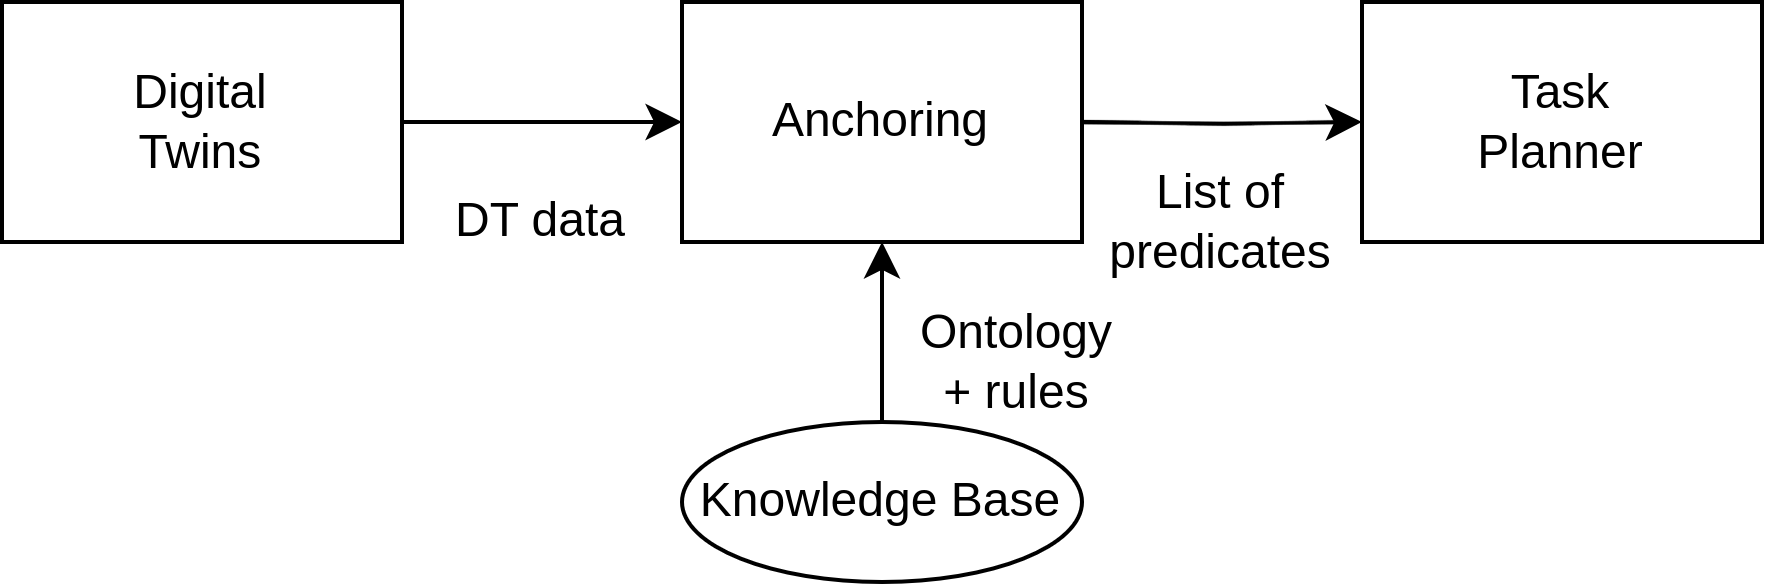 Digital
Twins
DT data
Anchoring
List of
predicates
Task
Planner
Ontology
+ rules
Knowledge Base